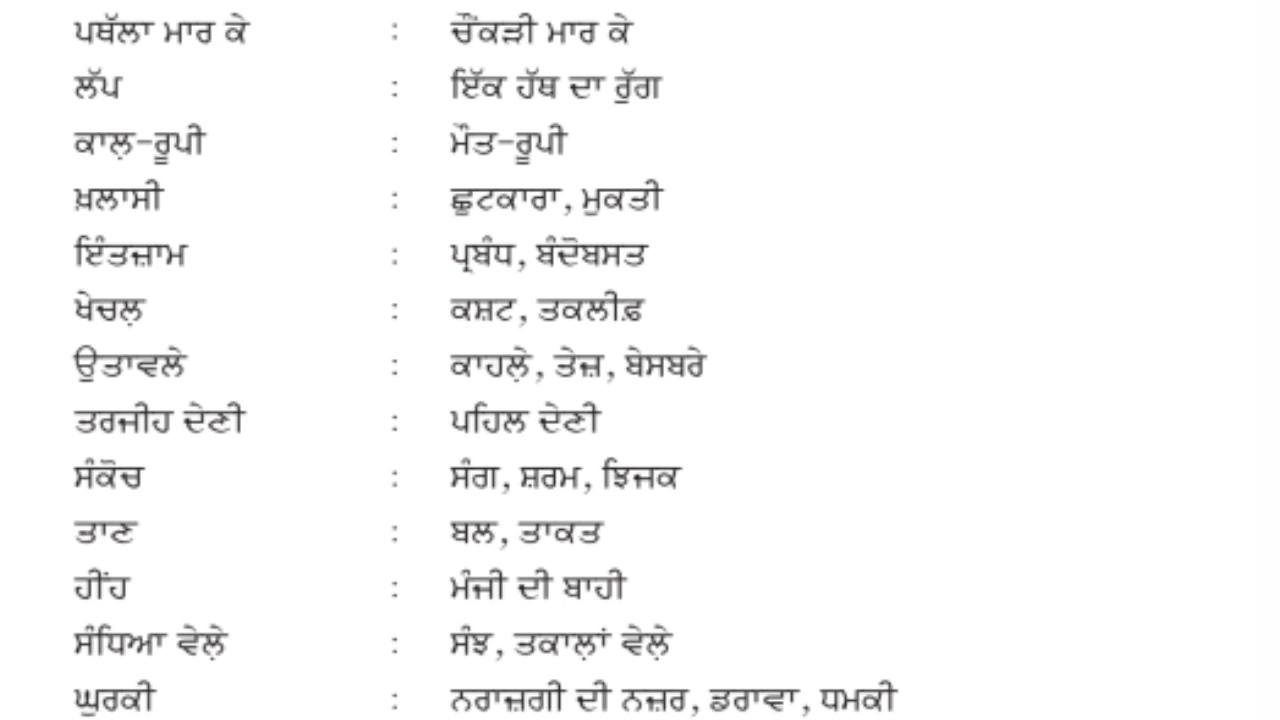 ਪਥੱਲਾ ਮਾਰ ਕੇ : ਚੌਂਕੜੀ ਮਾਰ ਕੇ
ਲੱਪ : ਇੱਕ ਹੱਥ ਦਾ ਰੁੱਗ
ਕਾਲ਼-ਰੂਪੀ : ਮੌਤ-ਰੂਪੀ
ਖ਼ਲਾਸੀ : ਛੁਟਕਾਰਾ, ਮੁਕਤੀ
ਇੰਤਜ਼ਾਮ : ਪ੍ਰਬੰਧ, ਬੰਦੋਬਸਤ
ਖੇਚਲ਼ : ਕਸ਼ਟ, ਤਕਲੀਫ਼
ਉਤਾਵਲੇ : ਕਾਹਲ਼ੇ, ਤੇਜ਼, ਬੇਸਬਰੇ
ਤਰਜੀਹ ਦੇਣੀ : ਪਹਿਲ ਦੇਣੀ
ਸੰਕੋਚ : ਸੰਗ, ਸ਼ਰਮ, ਝਿਜਕ
ਤਾਣ : ਬਲ, ਤਾਕਤ
ਹੀਂਹ : ਮੰਜੀ ਦੀ ਬਾਹੀ
ਸੰਧਿਆ ਵੇਲ਼ੇ : ਸੰਝ, ਤਕਾਲ਼ਾਂ ਵੇਲ਼ੇ
ਘੁਰਕੀ : ਨਰਾਜ਼ਗੀ ਦੀ ਨਜ਼ਰ, ਡਰਾਵਾ, ਧਮਕੀ